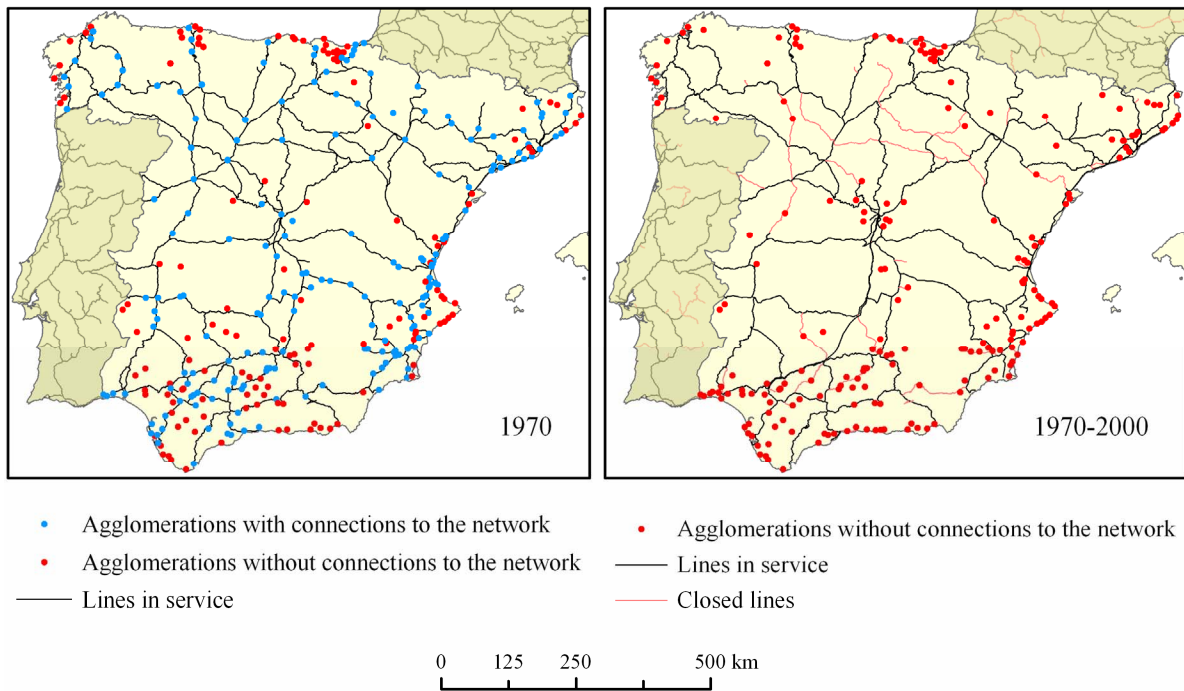 1970
1970-2000
Agglomerations with connections to the network
Agglomerations without connections to the network
Lines in service
Agglomerations without connections to the network
Lines in service
Closed lines
0 125 250 500 km